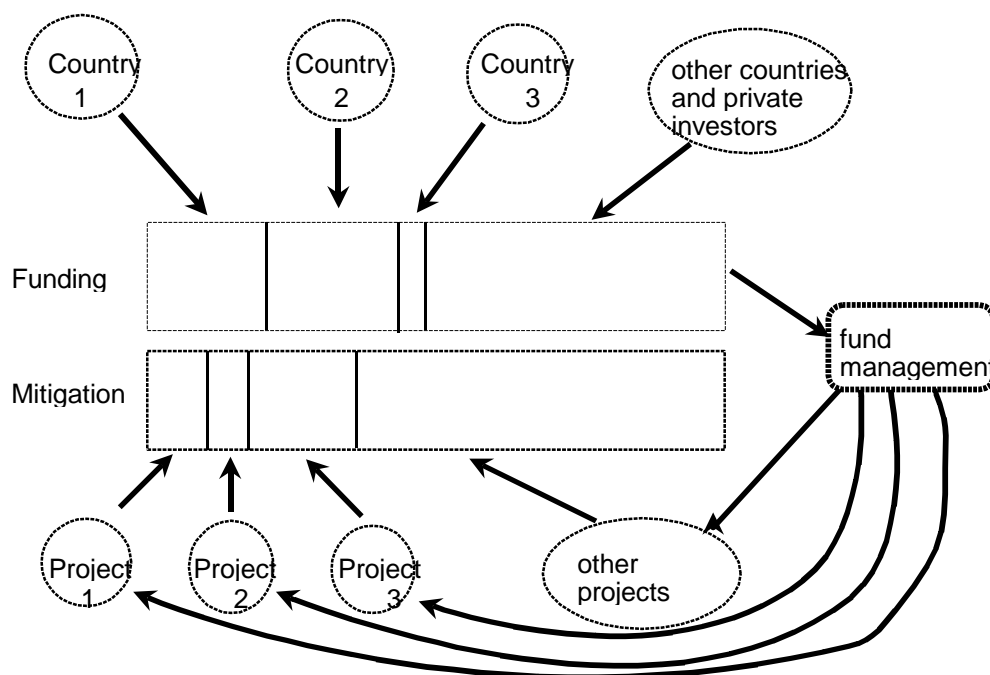 Country
1
Country
2
Country
3
other countries
and private
investors
Funding
fund
management
Mitigation
Project
1
Project
2
Project
3
other
projects